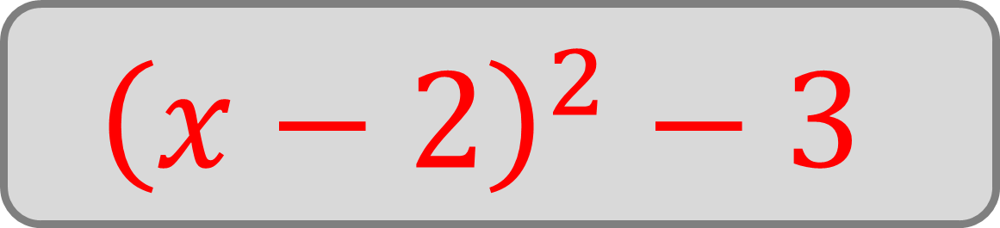 (x − 2)² − 3